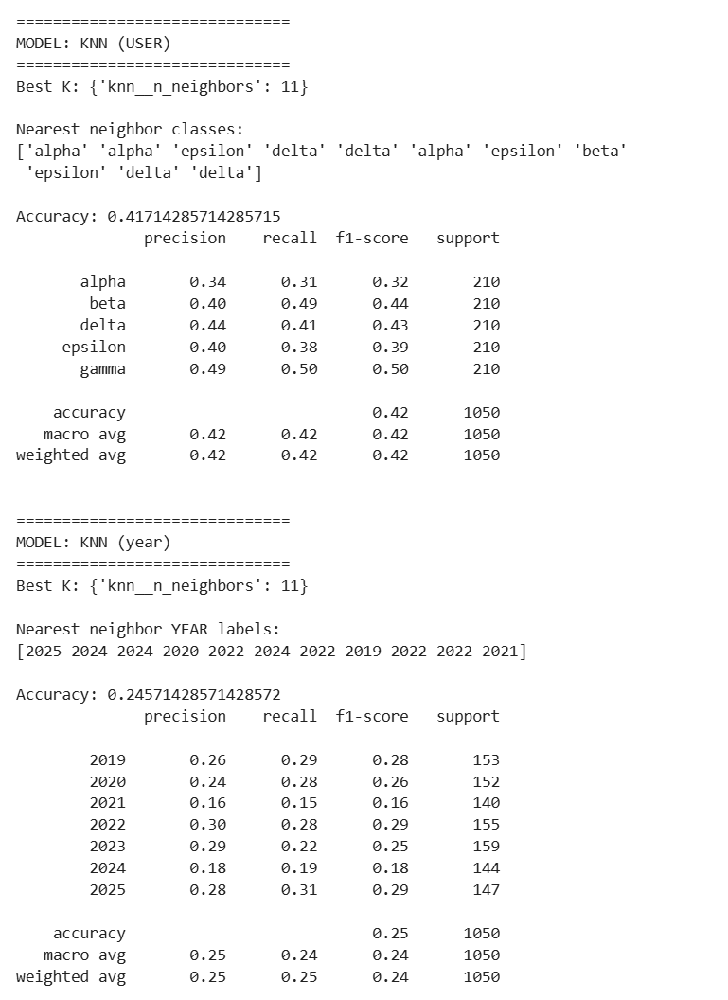 ==============================
MODEL: KNN (USER)
==============================
Best K: {'knn__n_neighbors': 11}
Nearest neighbor classes:
['alpha' 'alpha' 'epsilon' 'delta' 'delta' 'alpha' 'epsilon' 'beta'
 'epsilon' 'delta' 'delta']
Accuracy: 0.41714285714285715
              precision    recall  f1-score   support
       alpha       0.34      0.31      0.32       210
        beta       0.40      0.49      0.44       210
       delta       0.44      0.41      0.43       210
     epsilon       0.40      0.38      0.39       210
       gamma       0.49      0.50      0.50       210
    accuracy                           0.42      1050
   macro avg       0.42      0.42      0.42      1050
weighted avg       0.42      0.42      0.42      1050
==============================
MODEL: KNN (year)
==============================
Best K: {'knn__n_neighbors': 11}
Nearest neighbor YEAR labels:
[2025 2024 2024 2020 2022 2024 2022 2019 2022 2022 2021]
Accuracy: 0.24571428571428572
              precision    recall  f1-score   support
        2019       0.26      0.29      0.28       153
        2020       0.24      0.28      0.26       152
        2021       0.16      0.15      0.16       140
        2022       0.30      0.28      0.29       155
        2023       0.29      0.22      0.25       159
        2024       0.18      0.19      0.18       144
        2025       0.28      0.31      0.29       147
    accuracy                           0.25      1050
   macro avg       0.25      0.24      0.24      1050
weighted avg       0.25      0.25      0.24      1050